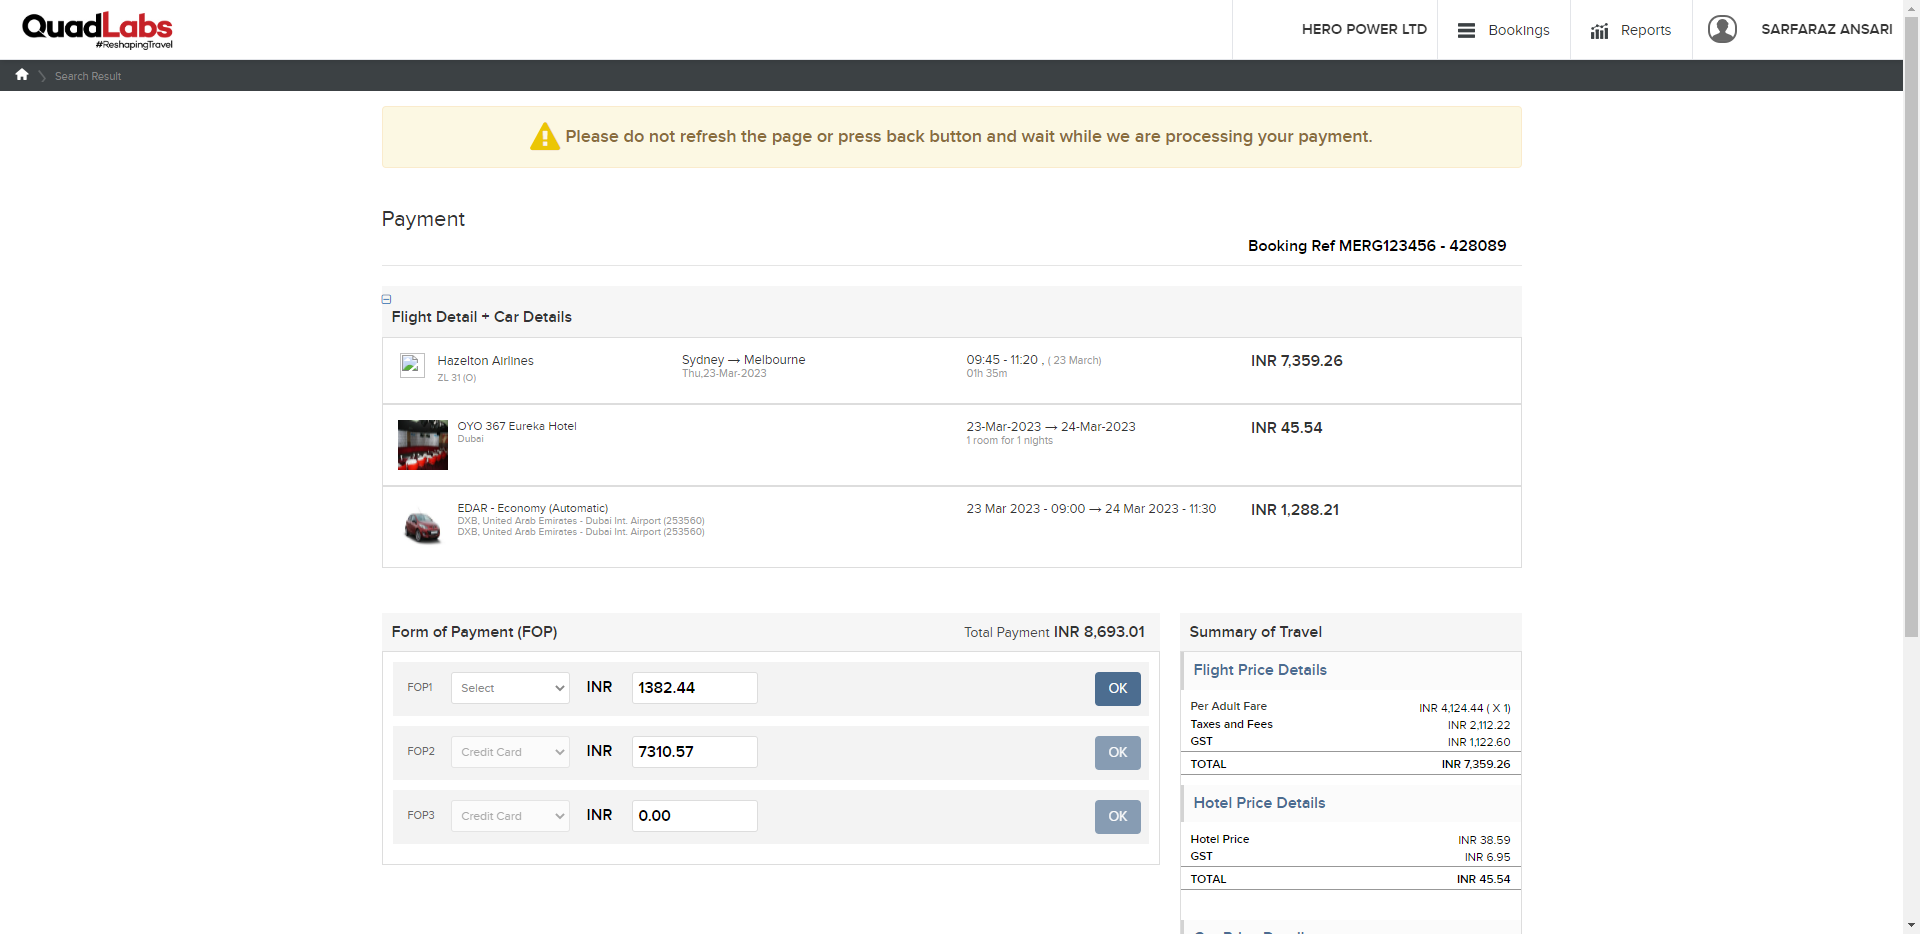 QuadLabs
#ReshapingTravel
HERO POWER LTD
Bookings
Reports
SARFARAZ ANSARI
Search Result
Please do not refresh the page or press back button and wait while we are processing your payment.
Payment
Booking Ref MERG123456 - 428089
Flight Detail + Car Details
Hazelton Airlines
ZL 31 (O)
Sydney → Melbourne
Thu,23-Mar-2023
09:45 - 11:20 , ( 23 March)
01h 35m
INR 7,359.26
OYO 367 Eureka Hotel
Dubai
23-Mar-2023 → 24-Mar-2023
1 room for 1 nights
INR 45.54
EDAR - Economy (Automatic)
DXB, United Arab Emirates - Dubai Int. Airport (253560)
DXB, United Arab Emirates - Dubai Int. Airport (253560)
23 Mar 2023 - 09:00 → 24 Mar 2023 - 11:30
INR 1,288.21
Form of Payment (FOP)
Total Payment INR 8,693.01
FOP1 Select INR 1382.44 OK
FOP2 Credit Card INR 7310.57 OK
FOP3 Credit Card INR 0.00 OK
Summary of Travel
Flight Price Details
Per Adult Fare INR 4,124.44 ( X 1)
Taxes and Fees INR 2,112.22
GST INR 1,122.60
TOTAL INR 7,359.26
Hotel Price Details
Hotel Price INR 38.59
GST INR 6.95
TOTAL INR 45.54